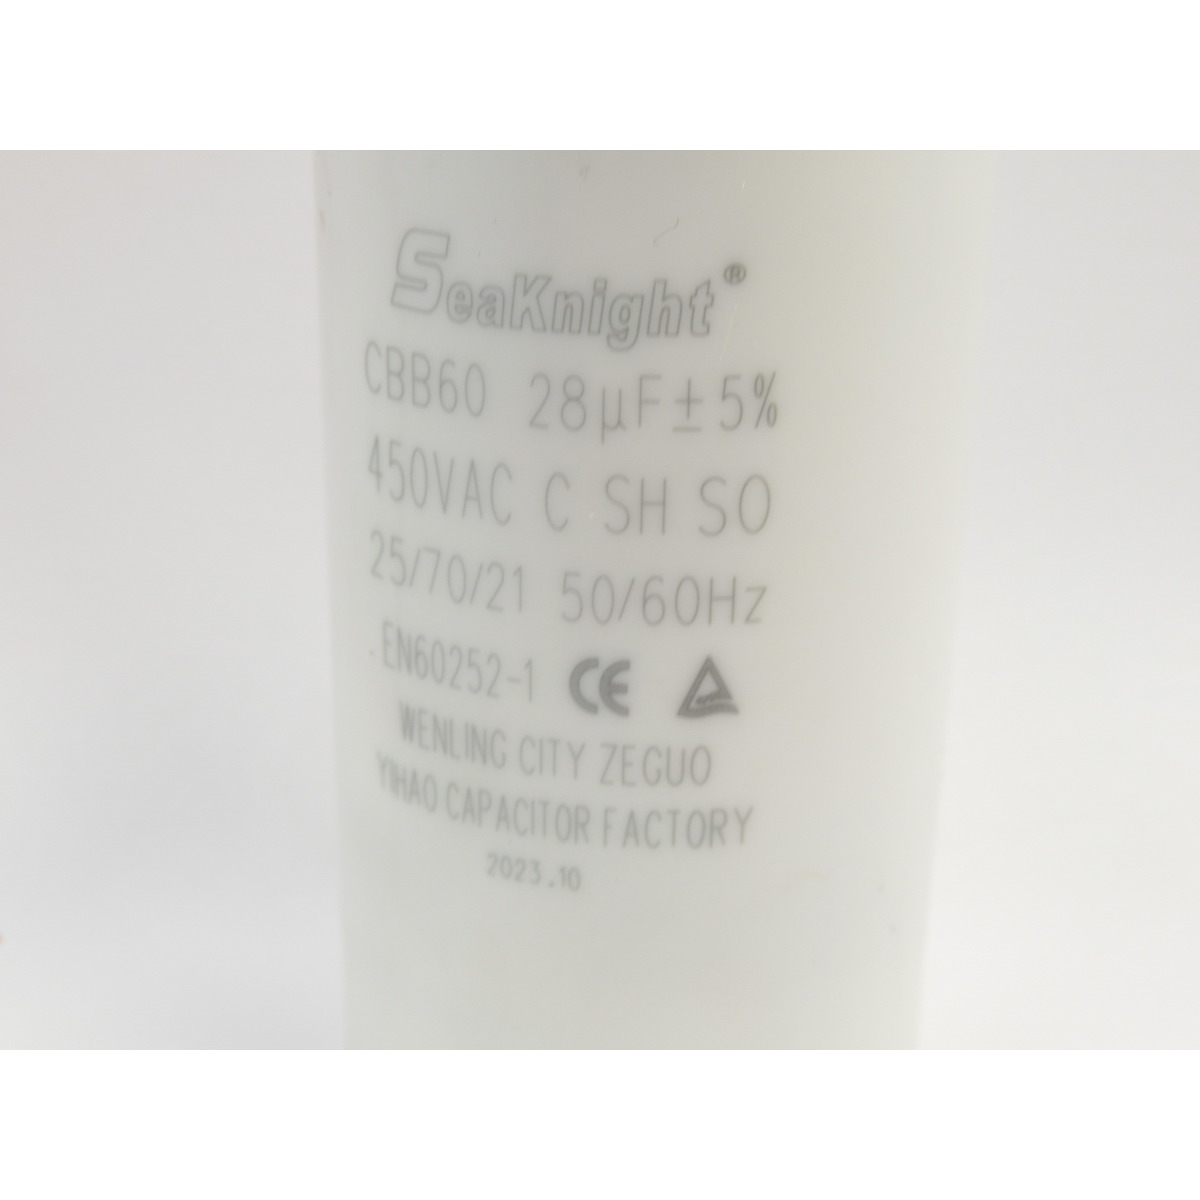 SeaKnight®
CBB60 28μF±5%
450VAC C SH SO
25/70/21 50/60Hz
EN60252-1 CE
WENLING CITY ZEGUO
YIHAO CAPACITOR FACTORY
2023.10